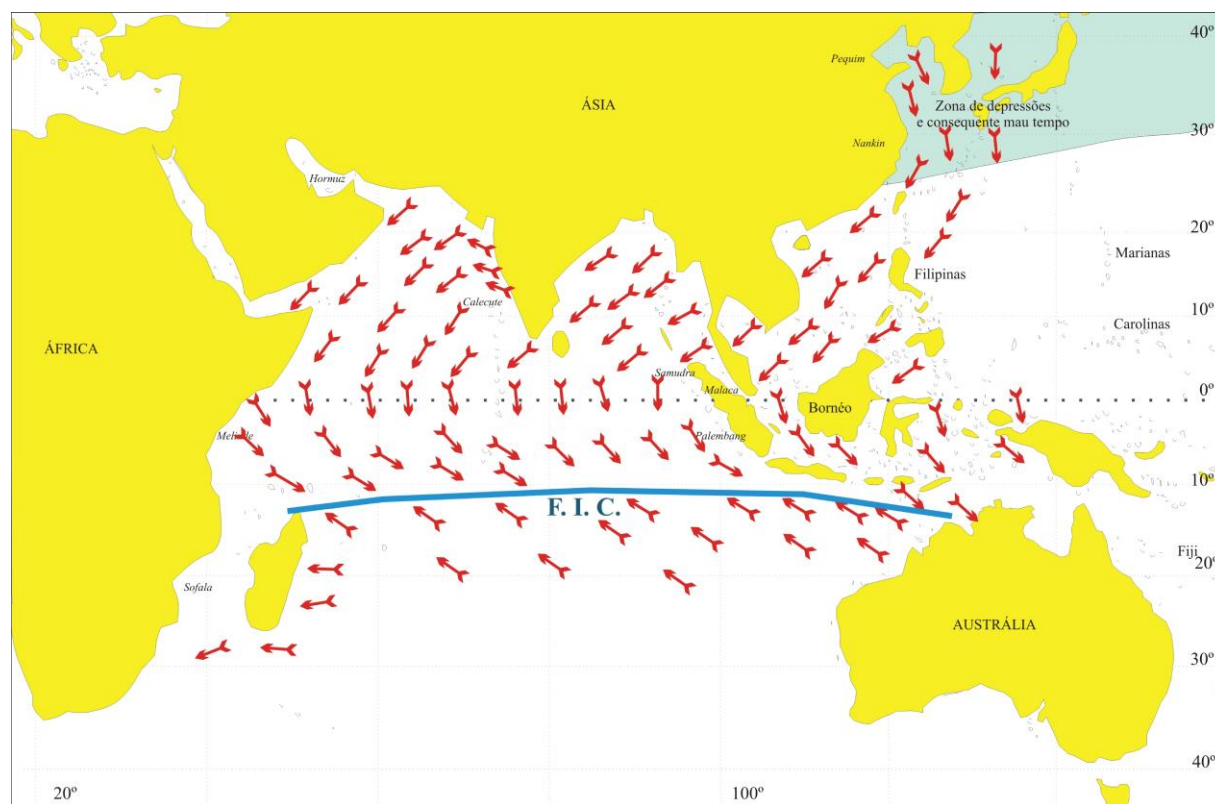 40º
Pequim
ÁSIA
Zona de depressões
e consequente mau tempo
30º
Nankin
Hormuz
20º
Marianas
Filipinas
Calecute
10º
Carolinas
ÁFRICA
Samudra
Malaca
0º
Bornéo
Melinde
Palembang
10º
F. I. C.
Fiji
20º
Sofala
AUSTRÁLIA
30º
40º
20º
100º